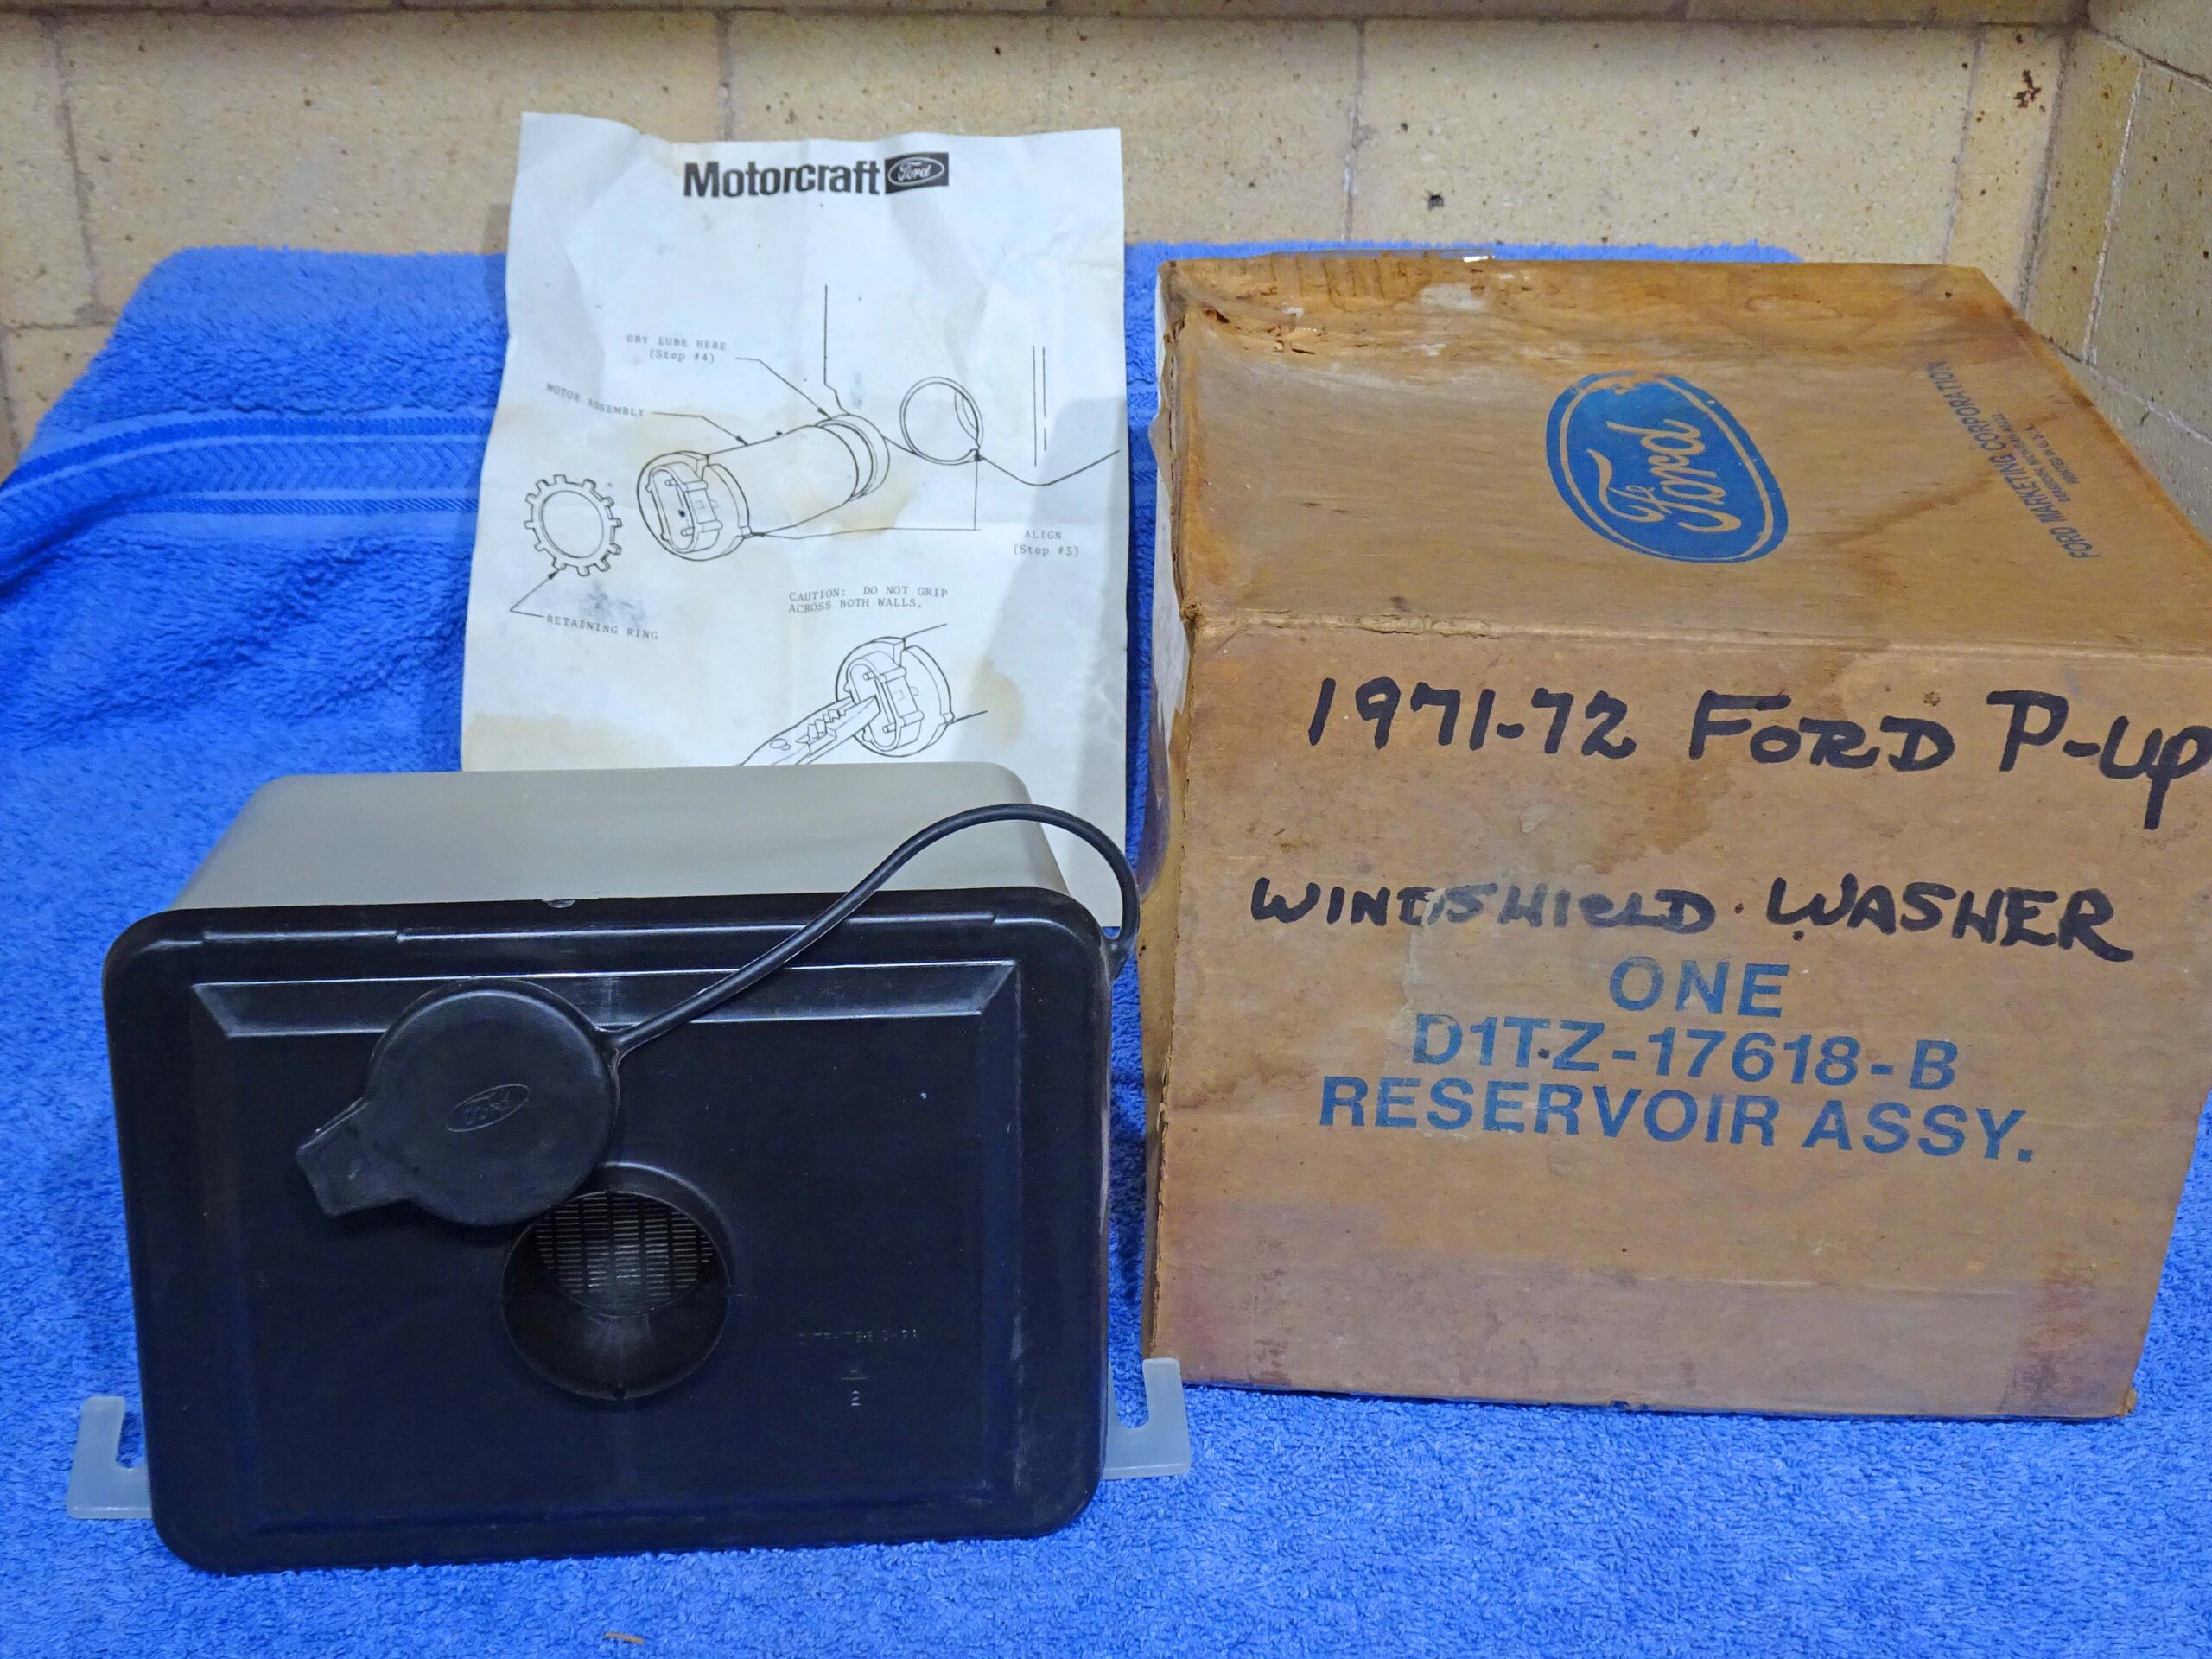 Motorcraft Ford
DRY LUBE HERE
(Step #4)
MOTOR ASSEMBLY
ALIGN
(Step #5)
CAUTION: DO NOT GRIP
ACROSS BOTH WALLS.
RETAINING RING
Ford
FORD MARKETING CORPORATION
1971-72 FORD P-UP
WINDSHIELD WASHER
ONE
D1TZ-17618-B
RESERVOIR ASSY.
Ford
2